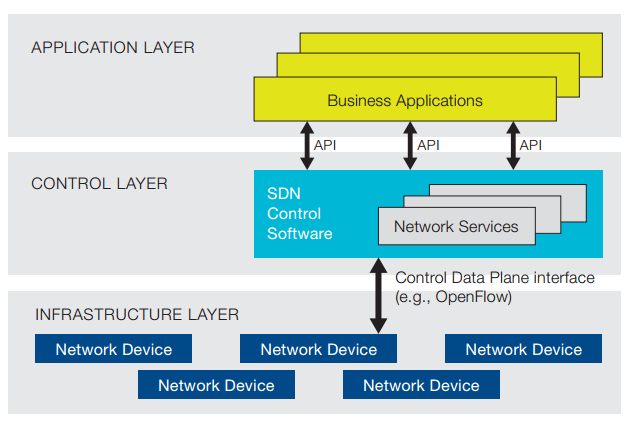 APPLICATION LAYER
Business Applications
API
API
API
CONTROL LAYER
SDN
Control
Software
Network Services
Control Data Plane interface
(e.g., OpenFlow)
INFRASTRUCTURE LAYER
Network Device
Network Device
Network Device
Network Device
Network Device